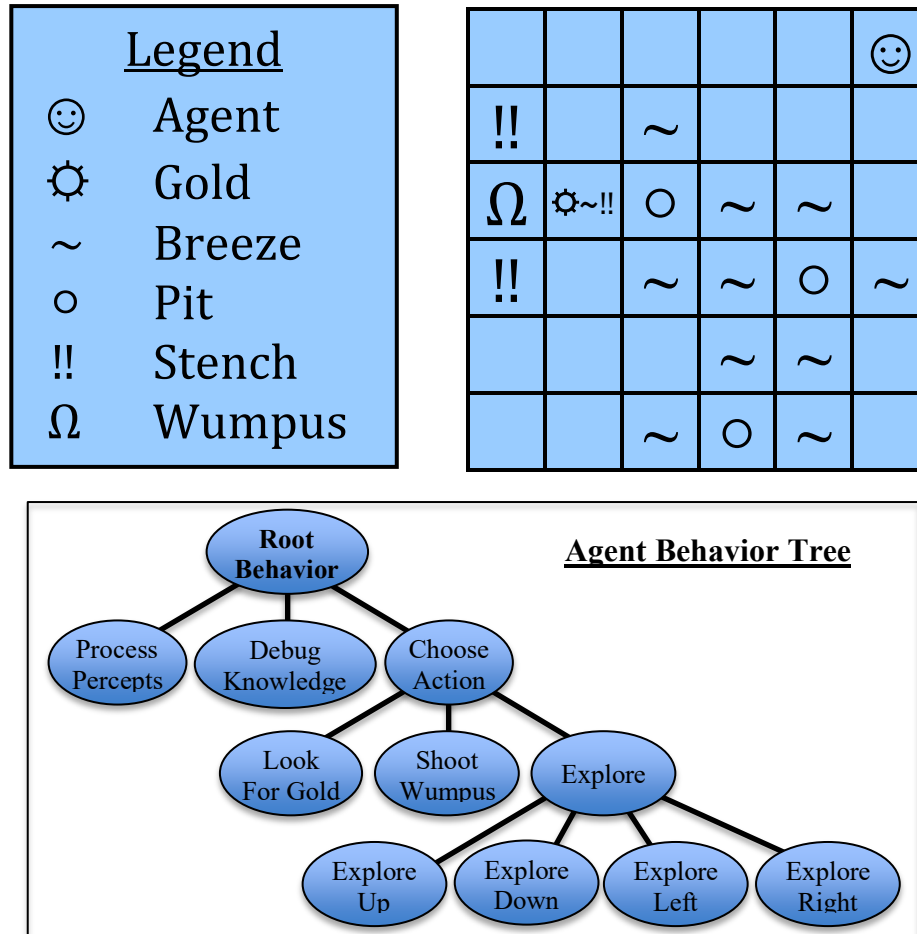 Legend
☺ Agent
☼ Gold
~ Breeze
○ Pit
!! Stench
Ω Wumpus
☺
!! ~
Ω ☼~!! ○ ~ ~
!! ~ ~ ○ ~
~ ~
~ ○ ~
Agent Behavior Tree
Root
Behavior
Process
Percepts
Debug
Knowledge
Choose
Action
Look
For Gold
Shoot
Wumpus
Explore
Explore
Up
Explore
Down
Explore
Left
Explore
Right